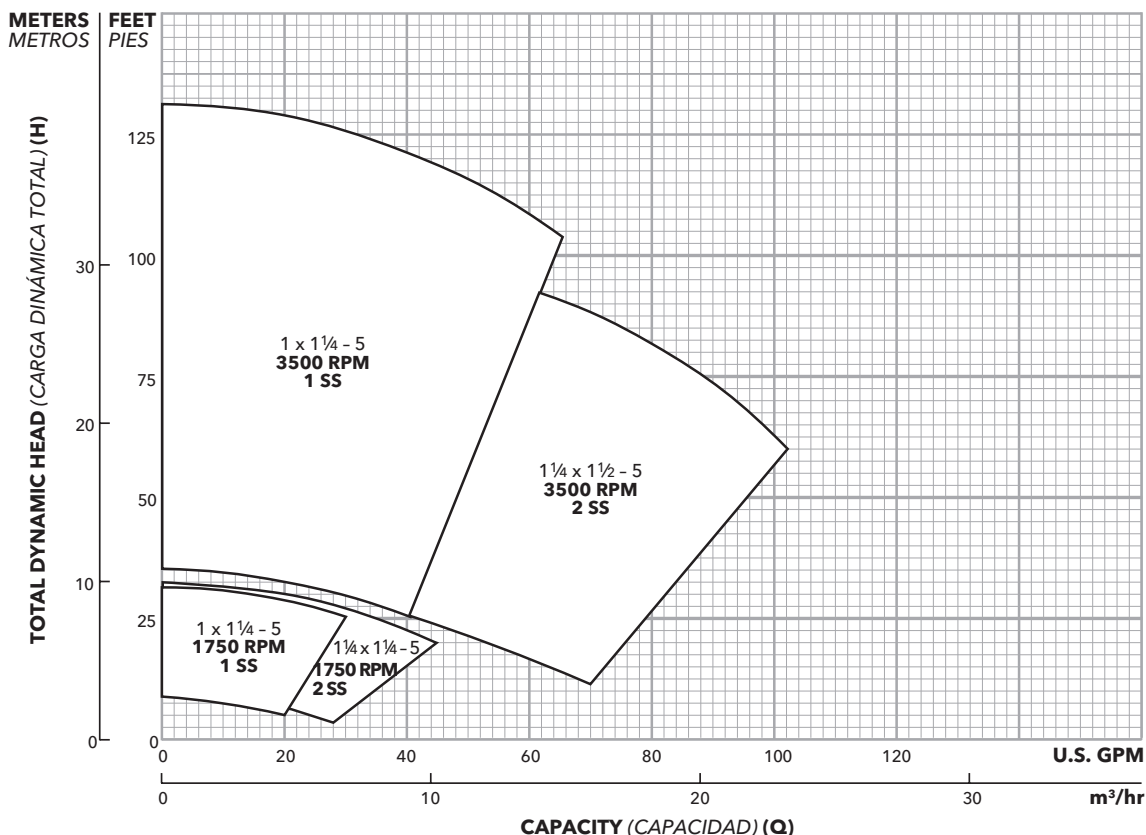 METERS FEET
METROS PIES
TOTAL DYNAMIC HEAD (CARGA DINÁMICA TOTAL) (H)
125
100
75
50
25
0
30
20
10
0
1 x 1¼ – 5
3500 RPM
1 SS
1¼ x 1½ – 5
3500 RPM
2 SS
1 x 1¼ – 5
1750 RPM
1 SS
1¼ x 1¼ – 5
1750 RPM
2 SS
0 20 40 60 80 100 120 U.S. GPM
0 10 20 30 m³/hr
CAPACITY (CAPACIDAD) (Q)